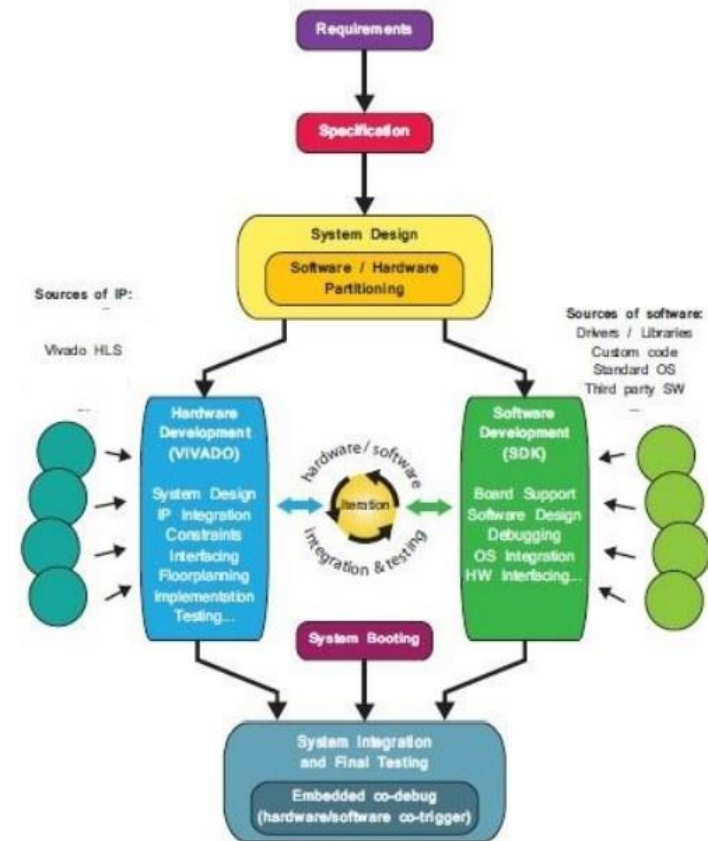 Requirements
Specification
System Design
Software / Hardware
Partitioning
Sources of IP:
Vivado HLS
...
Sources of software:
Drivers / Libraries
Custom code
Standard OS
Third party SW
...
Hardware
Development
(VIVADO)
System Design
IP Integration
Constraints
Interfacing
Floorplanning
Implementation
Testing...
hardware / software
Iteration
integration & testing
Software
Development
(SDK)
Board Support
Software Design
Debugging
OS Integration
HW Interfacing...
System Booting
System Integration
and Final Testing
Embedded co-debug
(hardware/software co-trigger)